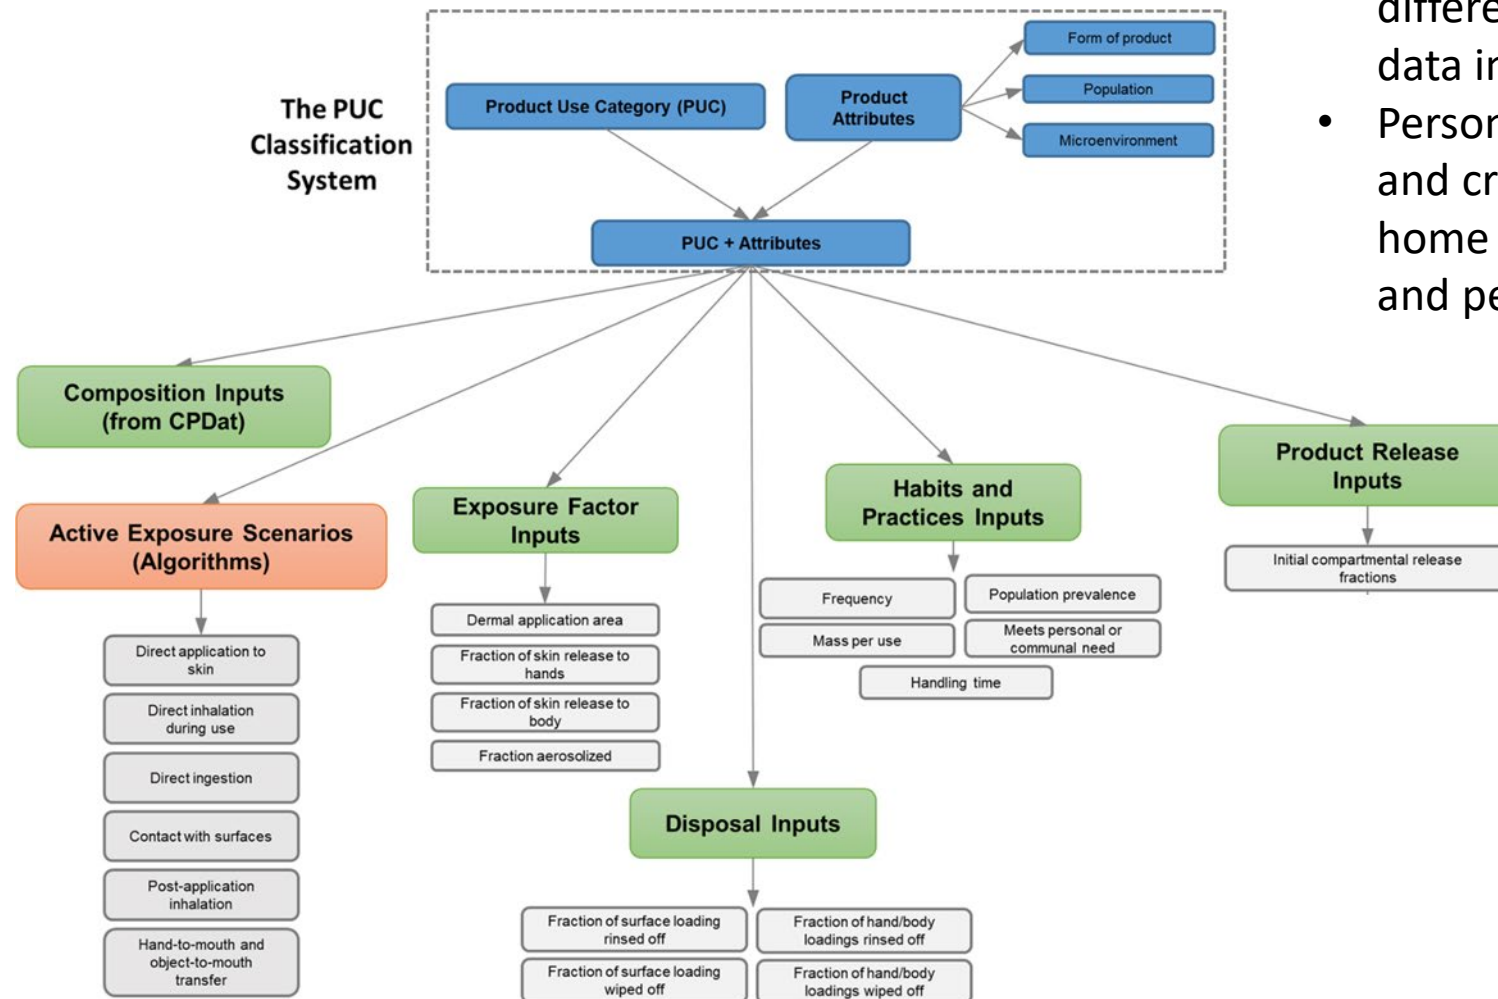 The PUC
Classification
System
Product Use Category (PUC)
Product
Attributes
Form of product
Population
Microenvironment
PUC + Attributes
data in
•
and
home
and
Composition Inputs
(from CPDat)
Active Exposure Scenarios
(Algorithms)
Direct application to
skin
Direct inhalation
during use
Direct ingestion
Contact with surfaces
Post-application
inhalation
Hand-to-mouth and
object-to-mouth
transfer
Exposure Factor
Inputs
Dermal application area
Fraction of skin release to
hands
Fraction of skin release to
body
Fraction aerosolized
Habits and
Practices Inputs
Frequency
Population prevalence
Mass per use
Meets personal or
communal need
Handling time
Product Release
Inputs
Initial compartmental release
fractions
Disposal Inputs
Fraction of surface loading
rinsed off
Fraction of hand/body
loadings rinsed off
Fraction of surface loading
wiped off
Fraction of hand/body
loadings wiped off